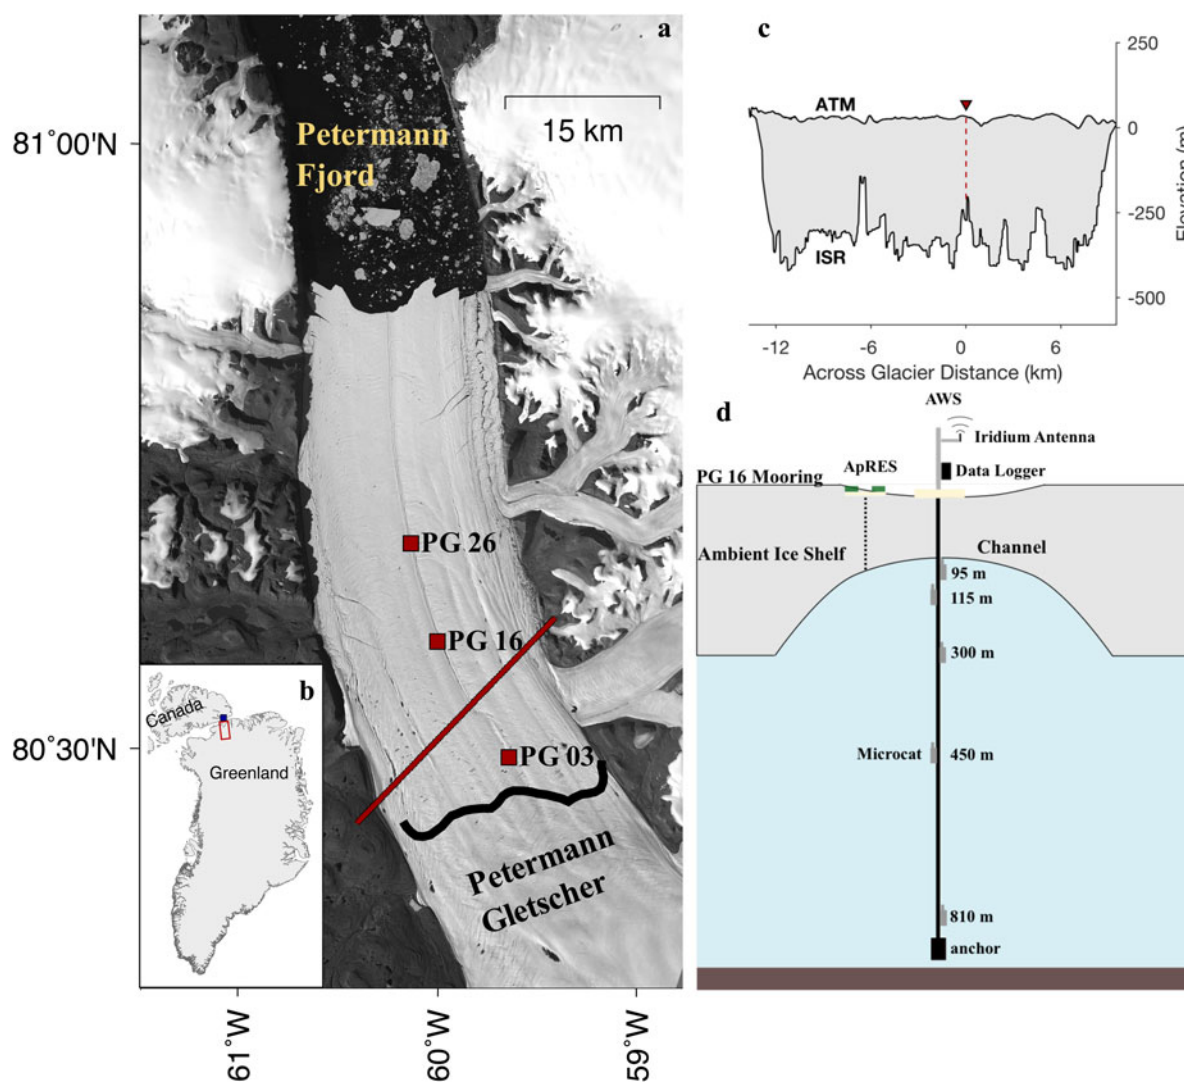 a
Petermann
Fjord
15 km
81°00'N
PG 26
PG 16
80°30'N
PG 03
Petermann
Gletscher
61°W
60°W
59°W
b
Canada
Greenland
c
ATM
ISR
250
0
-250
-500
Elevation (m)
-12
-6
0
6
Across Glacier Distance (km)
d
AWS
Iridium Antenna
ApRES
Data Logger
PG 16 Mooring
Ambient Ice Shelf
Channel
95 m
115 m
300 m
Microcat
450 m
810 m
anchor